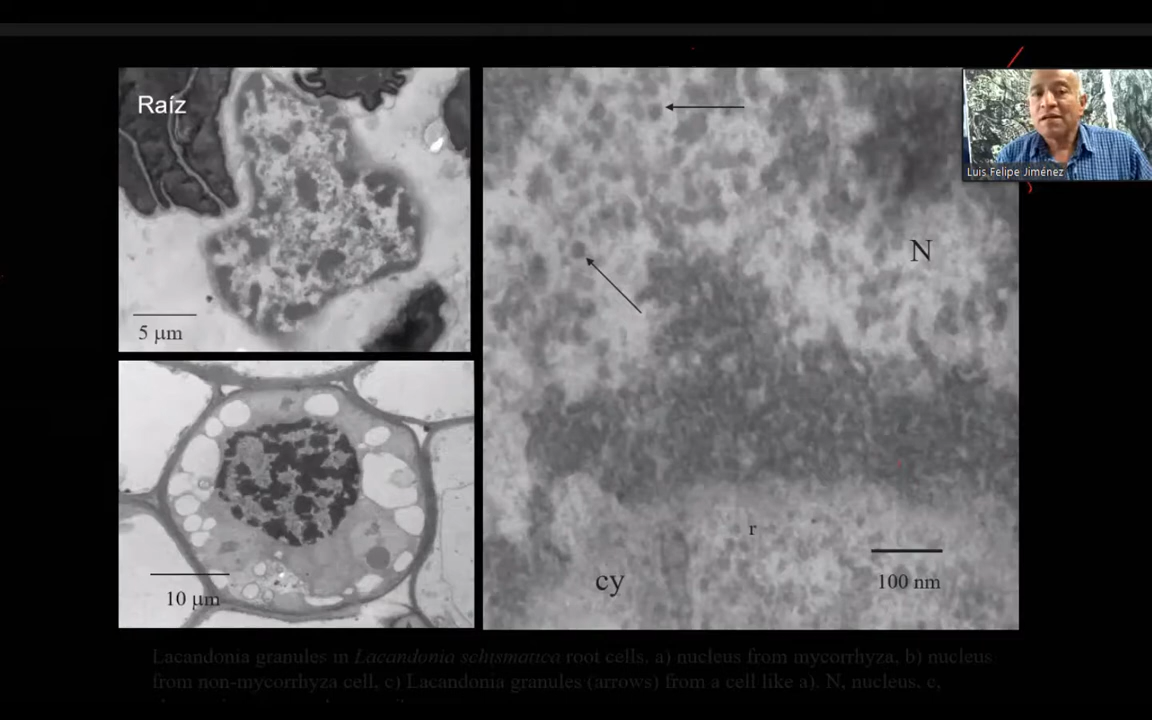 Raíz
5 μm
10 μm
N
r
cy
100 nm
Luis Felipe Jiménez
Lacandonia granules in Lacandonia schismatica root cells. a) nucleus from mycorrhyza, b) nucleus
from non-mycorrhyza cell, c) Lacandonia granules (arrows) from a cell like a). N, nucleus. c,